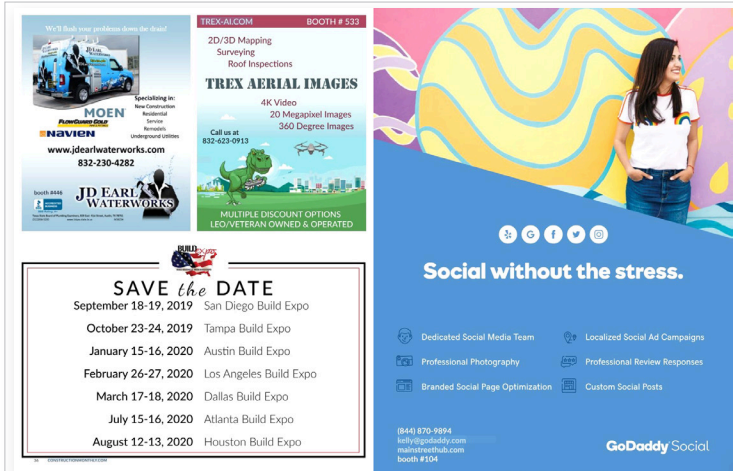 We'll flush your problems down the drain!
JD EARL
WATERWORKS
MOEN
FLOWGUARD GOLD
NAVIEN
Specializing in:
New Construction
Residential
Service
Remodels
Underground Utilities
www.jdearlwaterworks.com
832-230-4282
booth #446
JD EARL
WATERWORKS
TREX-AI.COM BOOTH # 533
2D/3D Mapping
Surveying
Roof Inspections
TREX AERIAL IMAGES
4K Video
20 Megapixel Images
360 Degree Images
Call us at
832-623-0913
MULTIPLE DISCOUNT OPTIONS
LEO/VETERAN OWNED & OPERATED
BUILD EXPO
SAVE the DATE
September 18-19, 2019 San Diego Build Expo
October 23-24, 2019 Tampa Build Expo
January 15-16, 2020 Austin Build Expo
February 26-27, 2020 Los Angeles Build Expo
March 17-18, 2020 Dallas Build Expo
July 15-16, 2020 Atlanta Build Expo
August 12-13, 2020 Houston Build Expo
CONSTRUCTIONMONTHLY.COM
Social without the stress.
Dedicated Social Media Team
Localized Social Ad Campaigns
Professional Photography
Professional Review Responses
Branded Social Page Optimization
Custom Social Posts
(844) 870-9894
kelly@godaddy.com
mainstreethub.com
booth #104
GoDaddy Social